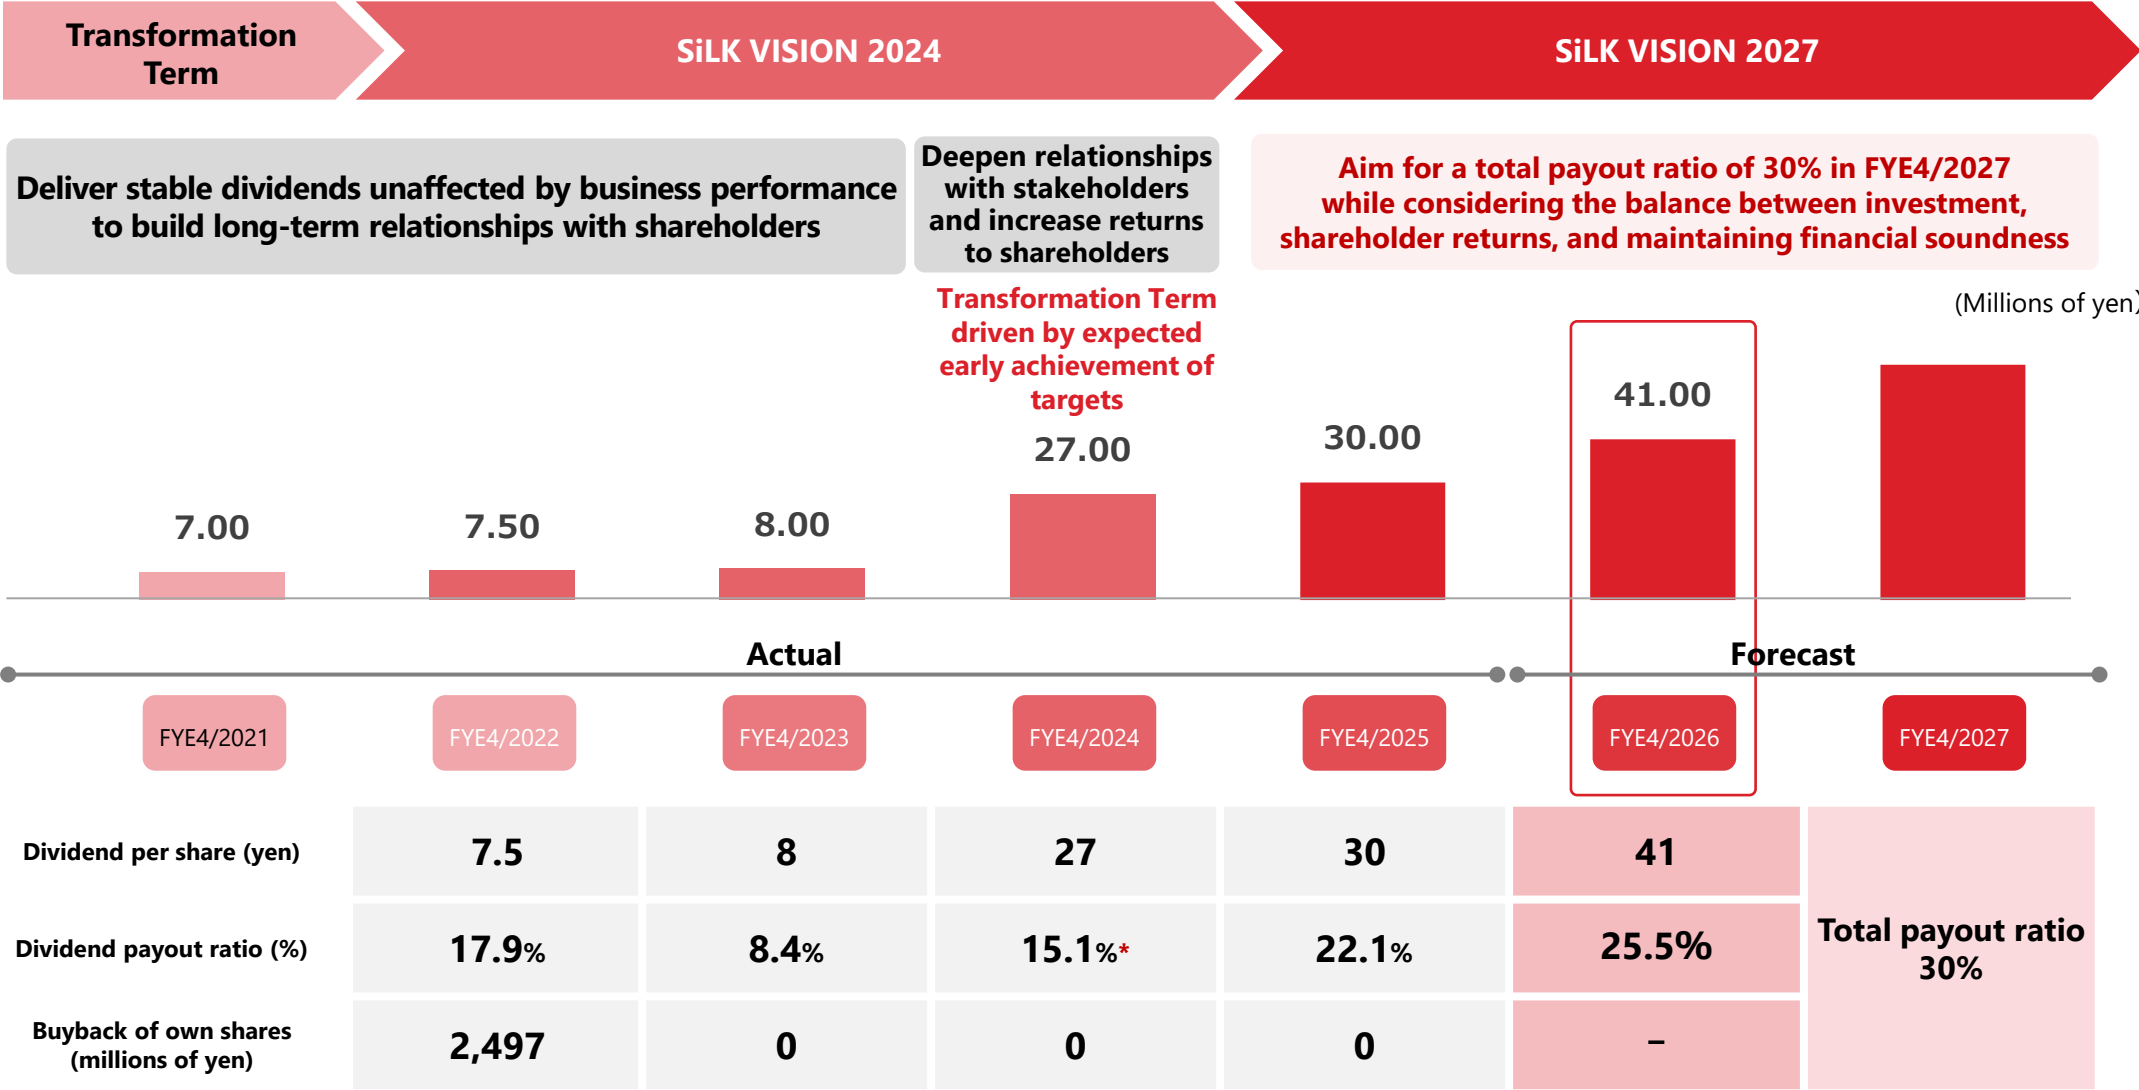 Transformation
Term
SiLK VISION 2024
SiLK VISION 2027
Deliver stable dividends unaffected by business performance
to build long-term relationships with shareholders
Deepen relationships
with stakeholders
and increase returns
to shareholders
Aim for a total payout ratio of 30% in FYE4/2027
while considering the balance between investment,
shareholder returns, and maintaining financial soundness
Transformation Term
driven by expected
early achievement of
targets
(Millions of yen)
7.00
7.50
8.00
27.00
30.00
41.00
Actual
Forecast
FYE4/2021
FYE4/2022
FYE4/2023
FYE4/2024
FYE4/2025
FYE4/2026
FYE4/2027
Dividend per share (yen)
7.5
8
27
30
41
Dividend payout ratio (%)
17.9%
8.4%
15.1%*
22.1%
25.5%
Total payout ratio
30%
Buyback of own shares
(millions of yen)
2,497
0
0
0
–